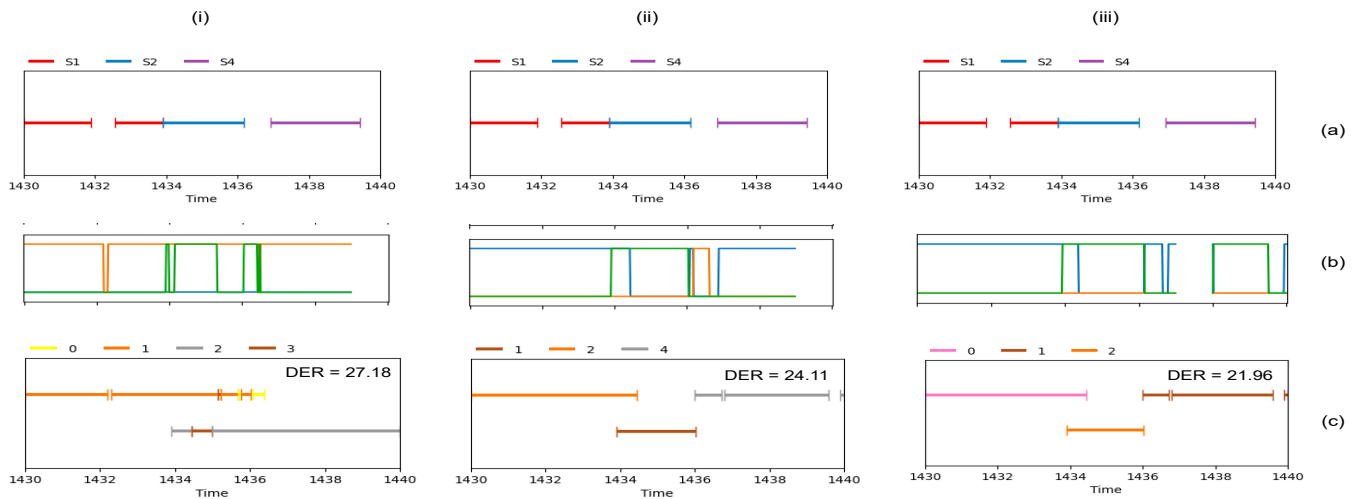 (i) (ii) (iii)
S1 S2 S4 S1 S2 S4 S1 S2 S4
(a)
1430 1432 1434 1436 1438 1440 1430 1432 1434 1436 1438 1440 1430 1432 1434 1436 1438 1440
Time Time Time
(b)
0 1 2 3 1 2 4 0 1 2
DER = 27.18 DER = 24.11 DER = 21.96
(c)
1430 1432 1434 1436 1438 1440 1430 1432 1434 1436 1438 1440 1430 1432 1434 1436 1438 1440
Time Time Time